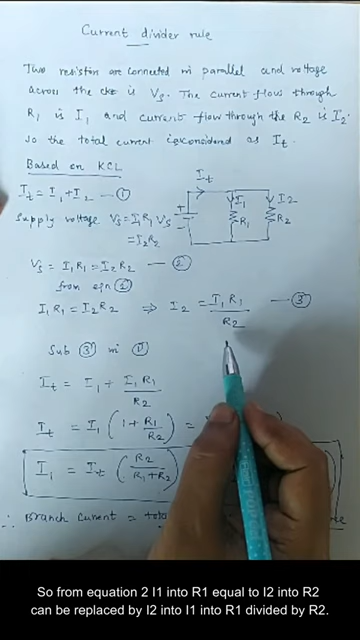 Current divider rule
Two resistors are connected in parallel and voltage
across the ckt is Vs. The current flows through
R1 is I1 and current flow through the R2 is I2
so the total current is considered as It.
Based on KCL
It = I1 + I2 — ①
Supply voltage Vs = I1R1
= I2R2
It
Vs
I1
R1
I2
R2
Vs = I1R1 = I2R2 — ②
from eqn ②
I1R1 = I2R2 ⇒ I2 = I1R1/R2 — ③
Sub ③ in ①
It = I1 + I1R1/R2
It = I1 (1 + R1/R2) =
I1 = It (R2/(R1+R2))
∴ Branch current =
So from equation 2 I1 into R1 equal to I2 into R2
can be replaced by I2 into I1 into R1 divided by R2.